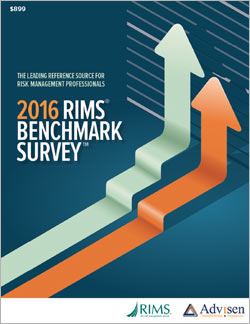 $899
THE LEADING REFERENCE SOURCE FOR
RISK MANAGEMENT PROFESSIONALS
2016 RIMS®
BENCHMARK
SURVEY™
RIMS
Advisen